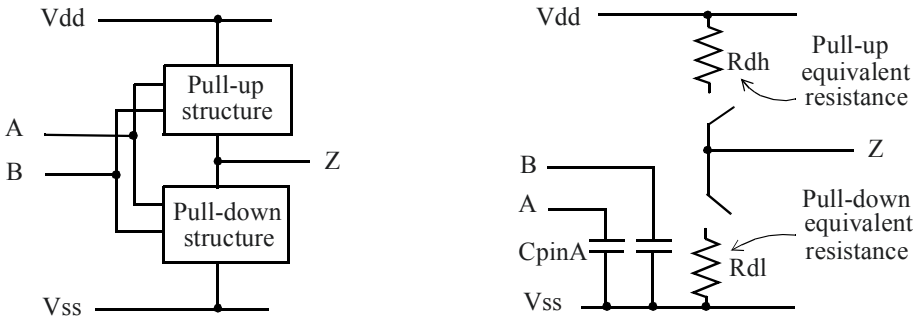 Vdd
Pull-up
structure
A
B
Z
Pull-down
structure
Vss
Vdd
Rdh
Pull-up
equivalent
resistance
Z
B
A
CpinA
Rdl
Pull-down
equivalent
resistance
Vss